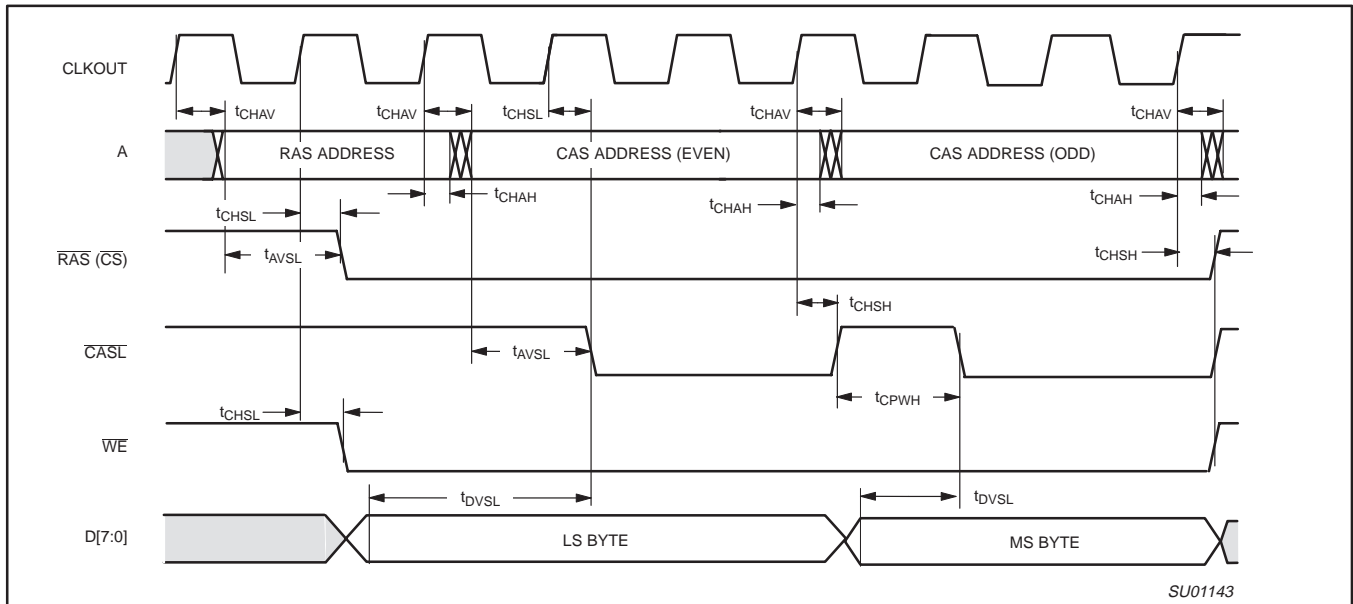 CLKOUT
tCHAV
tCHAV
tCHSL
tCHAV
tCHAV
A
RAS ADDRESS
CAS ADDRESS (EVEN)
CAS ADDRESS (ODD)
tCHAH
tCHAH
tCHAH
tCHSL
RAS (CS)
tAVSL
tCHSH
tCHSH
CASL
tAVSL
tCPWH
tCHSL
WE
tDVSL
tDVSL
D[7:0]
LS BYTE
MS BYTE
SU01143